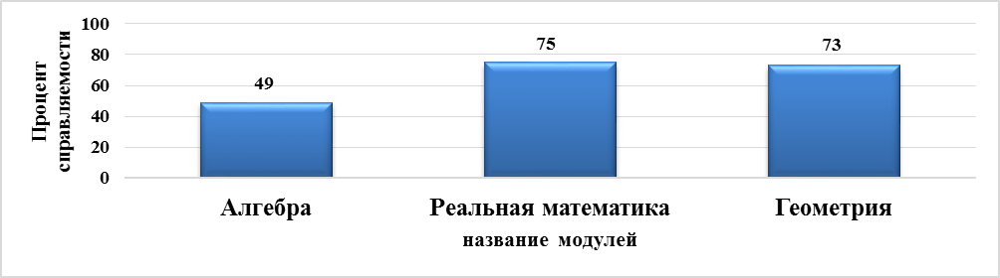 Процент
справляемости
100
80
60
40
20
0
49
75
73
Алгебра
Реальная математика
Геометрия
название модулей